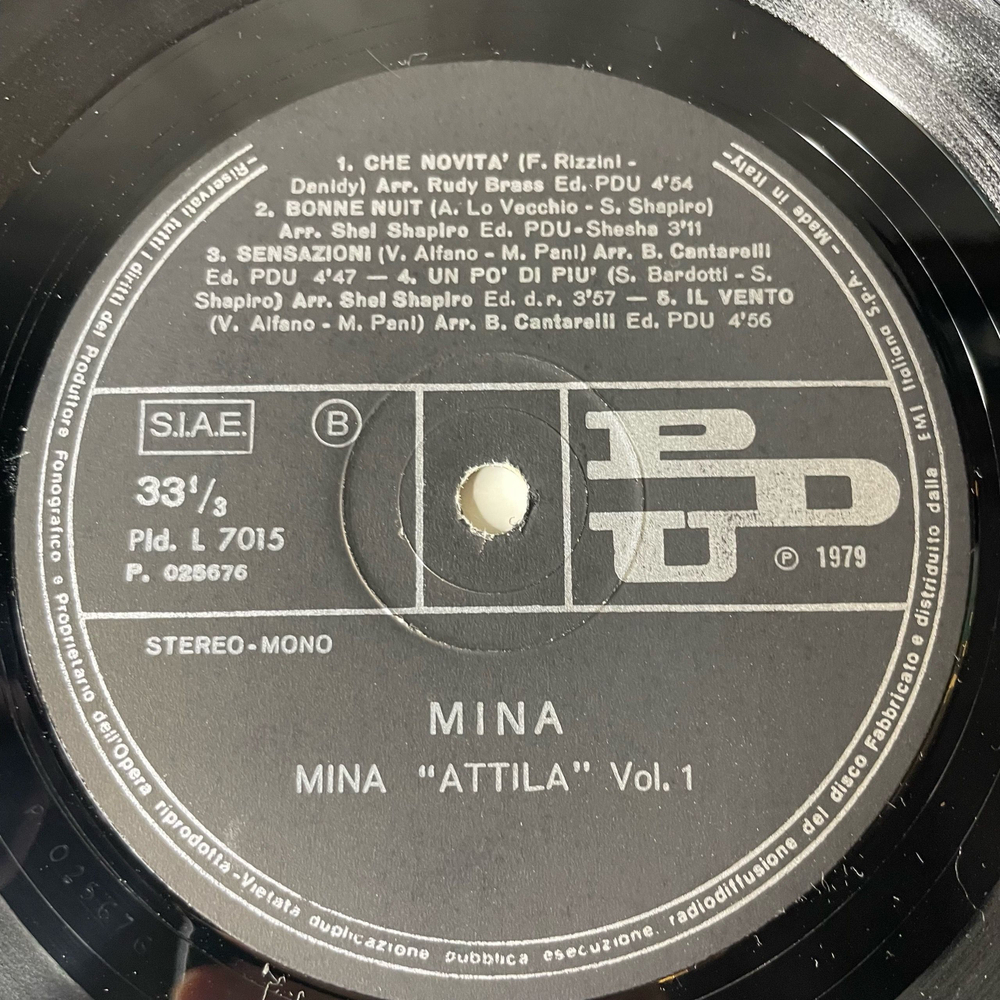 1. CHE NOVITA' (F. Rizzini -
Danidy) Arr. Rudy Brass Ed. PDU 4'54
2. BONNE NUIT (A. Lo Vecchio - S. Shapiro)
Arr. Shel Shapiro Ed. PDU-Shesha 3'11
3. SENSAZIONI (V. Alfano - M. Pani) Arr. B. Cantarelli
Ed. PDU 4'47 — 4. UN PO' DI PIU' (S. Bardotti - S.
Shapiro) Arr. Shel Shapiro Ed. d.r. 3'57 — 5. IL VENTO
(V. Alfano - M. Pani) Arr. B. Cantarelli Ed. PDU 4'56
S.I.A.E.
B
33 1/3
Pld. L 7015
P. 025676
PDU
Ⓟ 1979
STEREO-MONO
MINA
MINA "ATTILA" Vol. 1
-Riservati tutti i diritti del Produttore Fonografico e Proprietario dell'Opera riprodotta-Vietata duplicazione pubblica esecuzione, radiodiffusione del disco Fabbricato e distribuito dalla EMI Italiana S.p.A. - Made in Italy-
025676